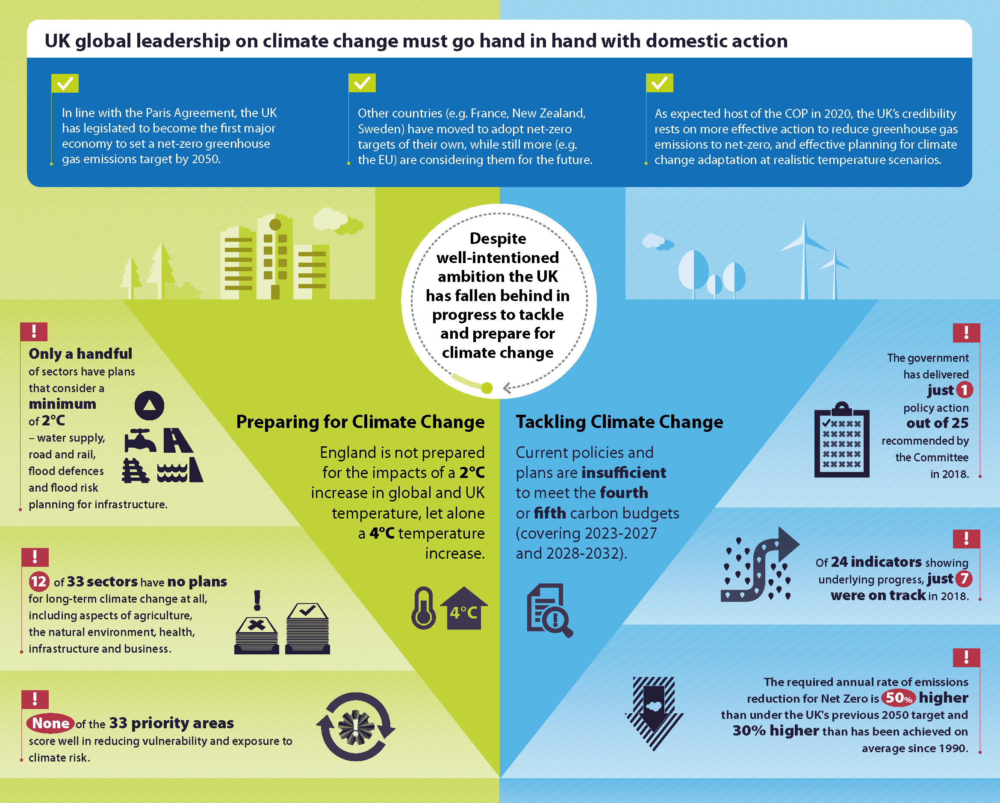 UK global leadership on climate change must go hand in hand with domestic action
In line with the Paris Agreement, the UK
has legislated to become the first major
economy to set a net-zero greenhouse
gas emissions target by 2050.
Other countries (e.g. France, New Zealand,
Sweden) have moved to adopt net-zero
targets of their own, while still more (e.g.
the EU) are considering them for the future.
As expected host of the COP in 2020, the UK's credibility
rests on more effective action to reduce greenhouse gas
emissions to net-zero, and effective planning for climate
change adaptation at realistic temperature scenarios.
Despite
well-intentioned
ambition the UK
has fallen behind in
progress to tackle
and prepare for
climate change
Preparing for Climate Change
England is not prepared
for the impacts of a 2°C
increase in global and UK
temperature, let alone
a 4°C temperature
increase.
4°C
!
Only a handful
of sectors have plans
that consider a
minimum
of 2°C
– water supply,
road and rail,
flood defences
and flood risk
planning for infrastructure.
!
12 of 33 sectors have no plans
for long-term climate change at all,
including aspects of agriculture,
the natural environment, health,
infrastructure and business.
!
!
None of the 33 priority areas
score well in reducing vulnerability and exposure to
climate risk.
!
Tackling Climate Change
Current policies and
plans are insufficient
to meet the fourth
or fifth carbon budgets
(covering 2023-2027
and 2028-2032).
!
!
The government
has delivered
just 1
policy action
out of 25
recommended by
the Committee
in 2018.
!
Of 24 indicators showing
underlying progress, just 7
were on track in 2018.
!
The required annual rate of emissions
reduction for Net Zero is 50% higher
than under the UK's previous 2050 target and
30% higher than has been achieved on
average since 1990.